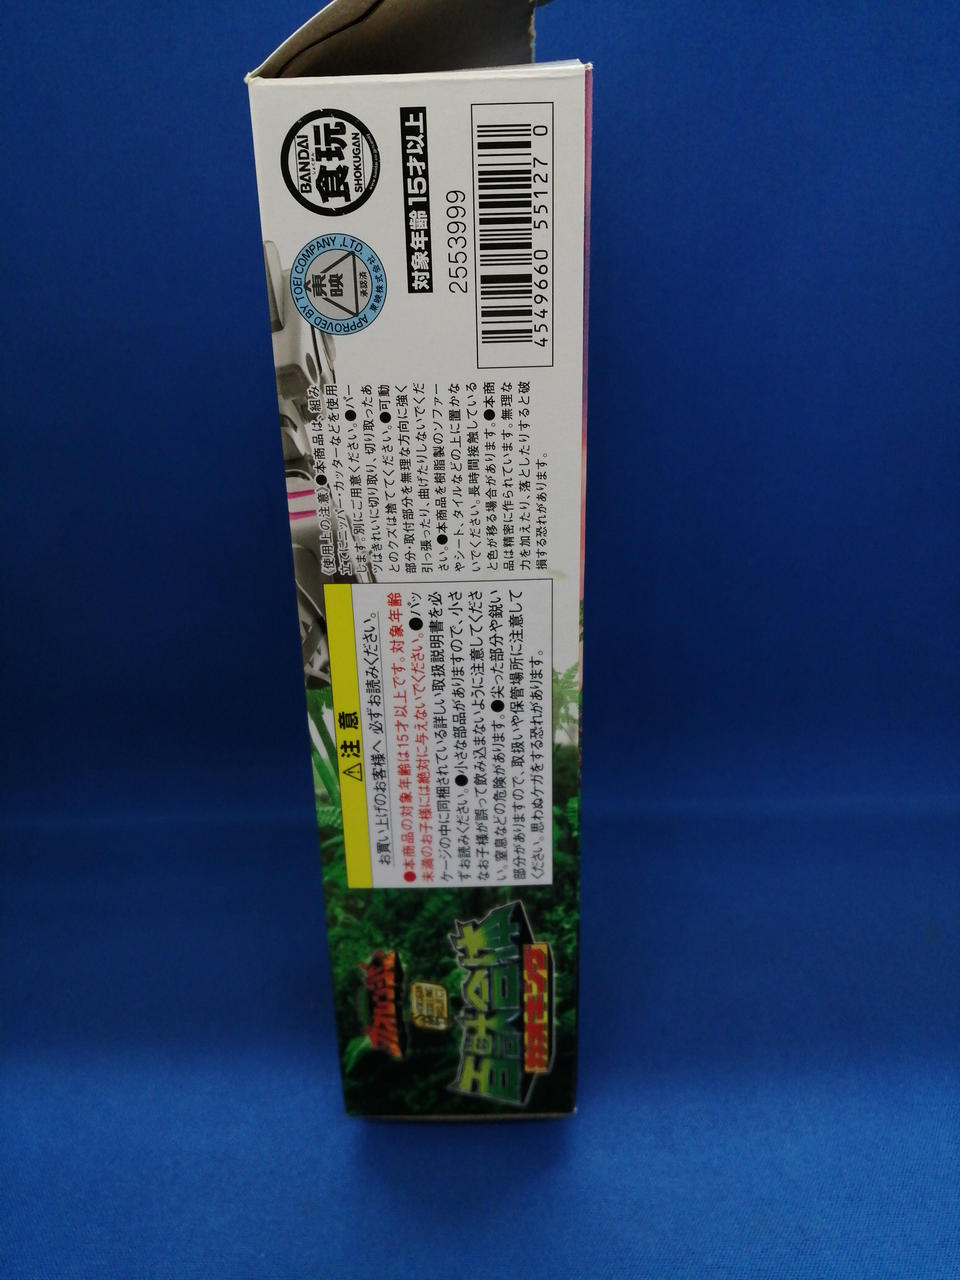 百獣合体
ガオキング
ガオレンジャー
⚠注 意
お買い上げのお客様へ 必ずお読みください。
●本商品の対象年齢は15才以上です。対象年齢
未満のお子様には絶対に与えないでください。●パッ
ケージの中に同梱されている詳しい取扱説明書を必
ずお読みください。●小さな部品がありますので、小さ
なお子様が誤って飲み込まないように注意してくださ
い。窒息などの危険があります。●尖った部分や鋭い
部分がありますので、取扱いや保管場所に注意して
ください。思わぬケガをする恐れがあります。
〈使用上の注意〉●本商品は、組み
立てにニッパー・カッターなどを使用
します。別にご用意ください。●パー
ツはきれいに切り取り、切り取ったあ
とのクズは捨ててください。●可動
部分・取付部分を無理な方向に強く
引っ張ったり、曲げたりしないでくだ
さい。●本商品を樹脂製のソファー
やシート、タイルなどの上に置かな
いでください。長時間接触している
と色が移る場合があります。●本商
品は精密に作られています。無理な
力を加えたり、落としたりすると破
損する恐れがあります。
APPROVED BY TOEI COMPANY ,LTD.
東映
承認済
東映株式会社
BANDAI
食玩
SHOKUGAN
対象年齢 15才以上
2553999
4 549660 551270